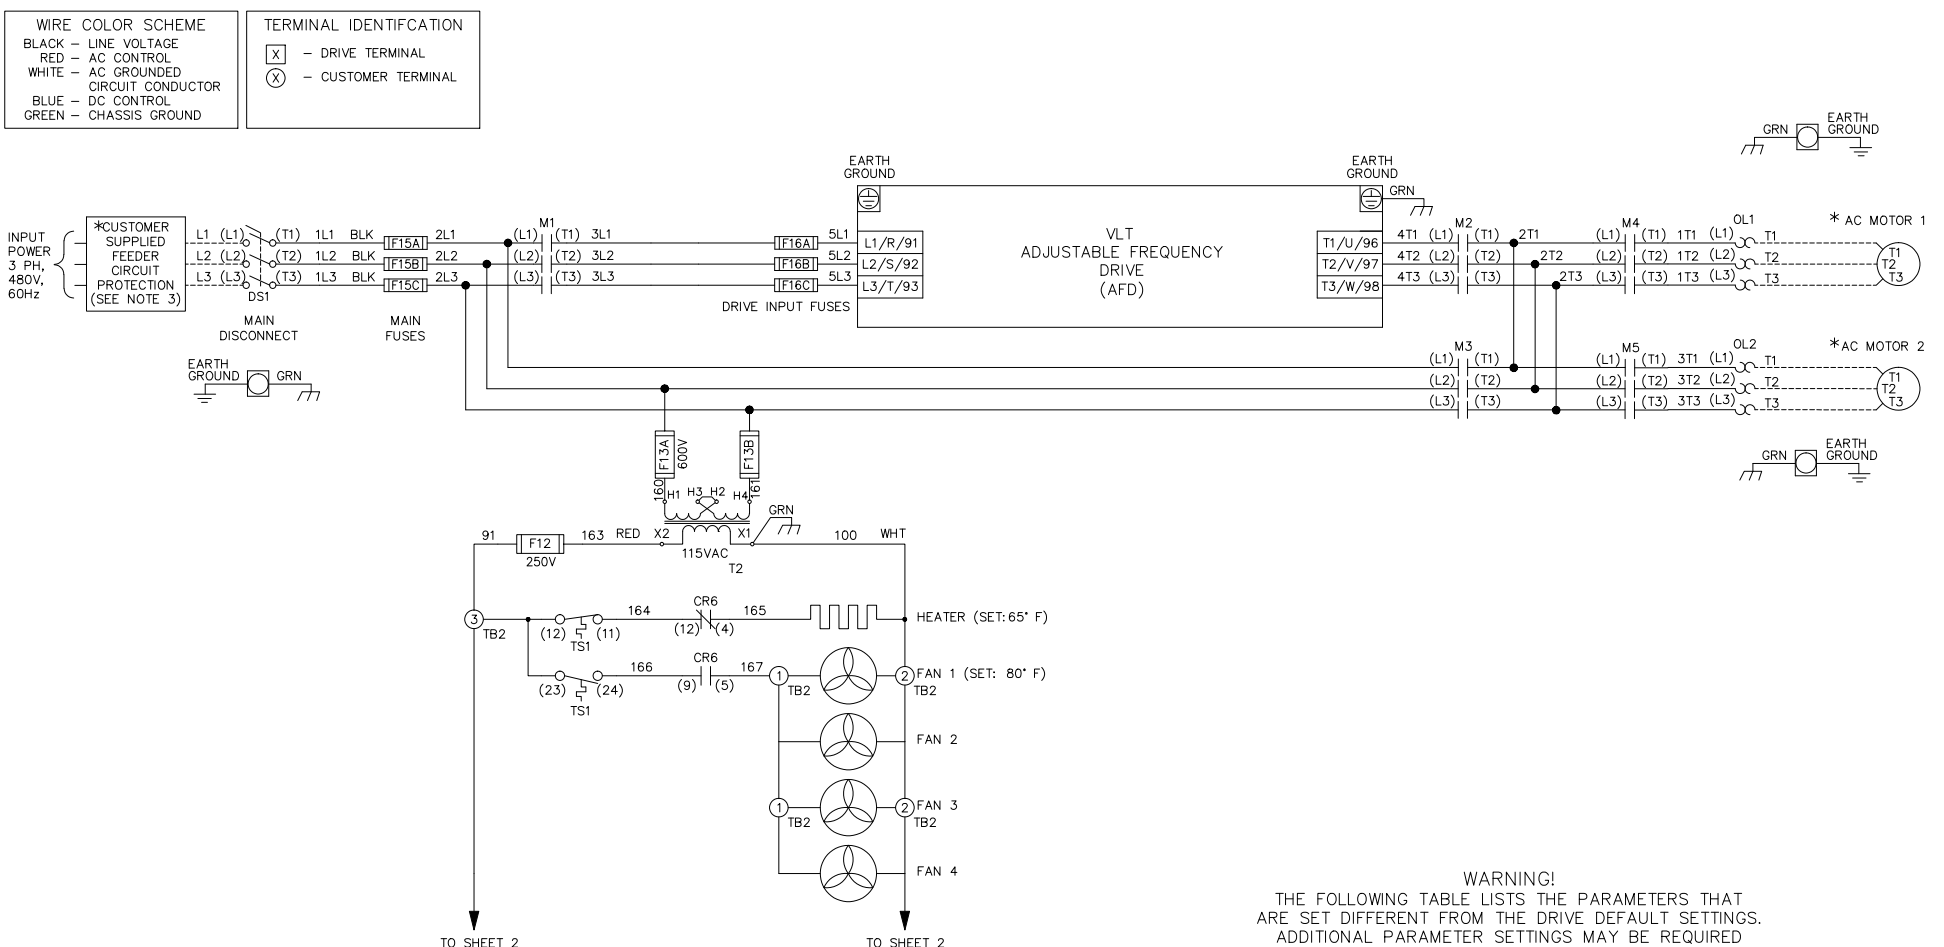 WIRE COLOR SCHEME
BLACK – LINE VOLTAGE
RED – AC CONTROL
WHITE – AC GROUNDED
CIRCUIT CONDUCTOR
BLUE – DC CONTROL
GREEN – CHASSIS GROUND
TERMINAL IDENTIFCATION
X – DRIVE TERMINAL
X – CUSTOMER TERMINAL
INPUT
POWER
3 PH,
480V,
60Hz
*CUSTOMER
SUPPLIED
FEEDER
CIRCUIT
PROTECTION
(SEE NOTE 3)
L1 (L1) (T1) 1L1 BLK F15A 2L1 (L1) M1 (T1) 3L1 F16A 5L1
L2 (L2) (T2) 1L2 BLK F15B 2L2 (L2) (T2) 3L2 F16B 5L2
L3 (L3) (T3) 1L3 BLK F15C 2L3 (L3) (T3) 3L3 F16C 5L3
DS1
MAIN
DISCONNECT
MAIN
FUSES
DRIVE INPUT FUSES
EARTH
GROUND
GRN
EARTH
GROUND
L1/R/91
L2/S/92
L3/T/93
VLT
ADJUSTABLE FREQUENCY
DRIVE
(AFD)
EARTH
GROUND
GRN
T1/U/96
T2/V/97
T3/W/98
GRN
EARTH
GROUND
4T1 (L1) M2 (T1) 2T1 (L1) M4 (T1) 1T1 (L1) OL1 T1
4T2 (L2) (T2) 2T2 (L2) (T2) 1T2 (L2) T2
4T3 (L3) (T3) 2T3 (L3) (T3) 1T3 (L3) T3
* AC MOTOR 1
T1
T2
T3
(L1) M3 (T1) (L1) M5 (T1) 3T1 (L1) OL2 T1
(L2) (T2) (L2) (T2) 3T2 (L2) T2
(L3) (T3) (L3) (T3) 3T3 (L3) T3
*AC MOTOR 2
T1
T2
T3
GRN
EARTH
GROUND
F13A
600V
F13B
160
161
H1 H3 H2 H4
GRN
91 F12 163 RED X2 X1 100 WHT
250V
115VAC
T2
3 TB2
(12) (11) 164 CR6 165
TS1
(12) (4)
HEATER (SET:65° F)
166 CR6 167
(23) (24) (9) (5)
TS1
1 TB2
2 TB2
FAN 1 (SET: 80° F)
FAN 2
1 TB2
2 TB2
FAN 3
FAN 4
TO SHEET 2
TO SHEET 2
WARNING!
THE FOLLOWING TABLE LISTS THE PARAMETERS THAT
ARE SET DIFFERENT FROM THE DRIVE DEFAULT SETTINGS.
ADDITIONAL PARAMETER SETTINGS MAY BE REQUIRED